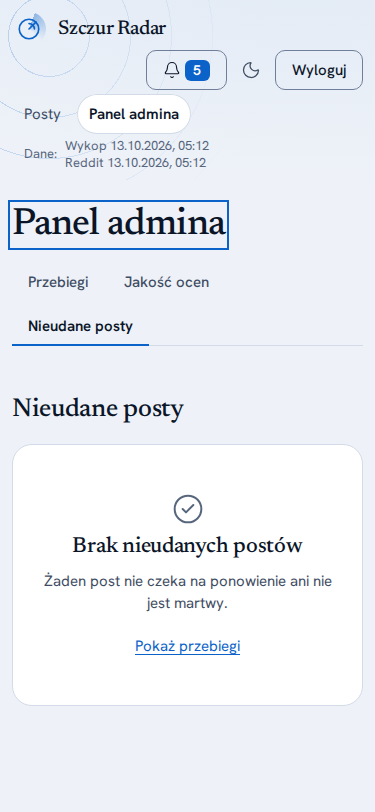 Szczur Radar
5
Wyloguj
Posty
Panel admina
Dane:
Wykop 13.10.2026, 05:12
Reddit 13.10.2026, 05:12
Panel admina
Przebiegi
Jakość ocen
Nieudane posty
Nieudane posty
Brak nieudanych postów
Żaden post nie czeka na ponowienie ani nie
jest martwy.
Pokaż przebiegi